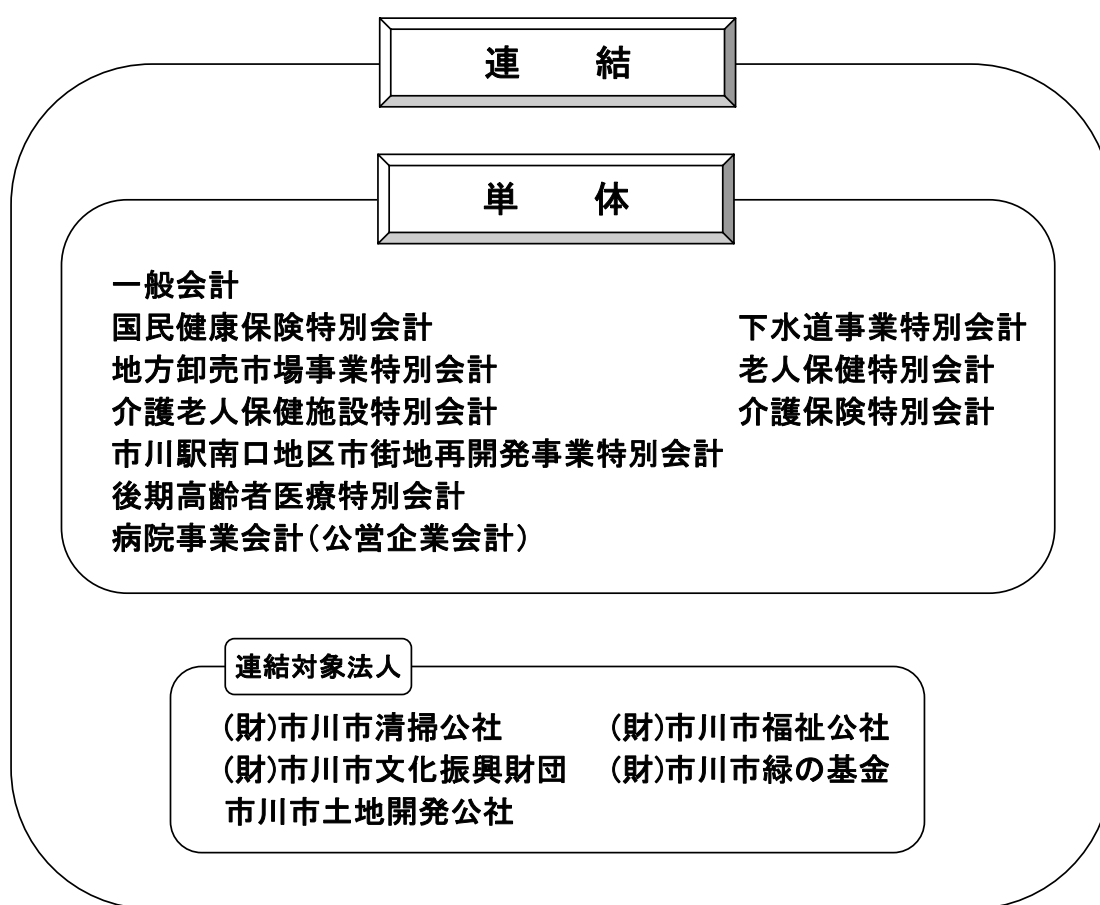 連　結
単　体
一般会計
国民健康保険特別会計　下水道事業特別会計
地方卸売市場事業特別会計　老人保健特別会計
介護老人保健施設特別会計　介護保険特別会計
市川駅南口地区市街地再開発事業特別会計
後期高齢者医療特別会計
病院事業会計（公営企業会計）
連結対象法人
(財)市川市清掃公社　(財)市川市福祉公社
(財)市川市文化振興財団　(財)市川市緑の基金
市川市土地開発公社